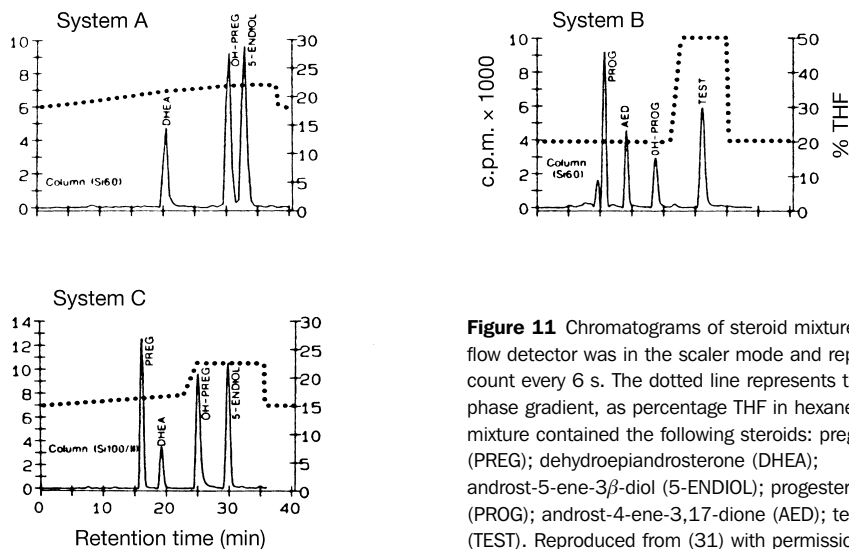 System A
10
8
6
4
2
0
30
25
20
15
10
5
0
DHEA
OH-PREG
5-ENDIOL
Column (Si60)
System B
c.p.m. × 1000
10
8
6
4
2
0
50
40
30
20
10
0
% THF
PROG
AED
OH-PROG
TEST
Column
(Si60)
System C
14
12
10
8
6
4
2
0
30
25
20
15
10
5
0
PREG
DHEA
OH-PREG
5-ENDIOL
0
10
20
30
40
Retention time (min)
Figure 11 Chromatograms of steroid mixture
flow detector was in the scaler mode and rep
count every 6 s. The dotted line represents t
phase gradient, as percentage THF in hexane
mixture contained the following steroids: preg
(PREG); dehydroepiandrosterone (DHEA);
androst-5-ene-3β-diol (5-ENDIOL); progester
(PROG); androst-4-ene-3,17-dione (AED); te
(TEST). Reproduced from (31) with permissio